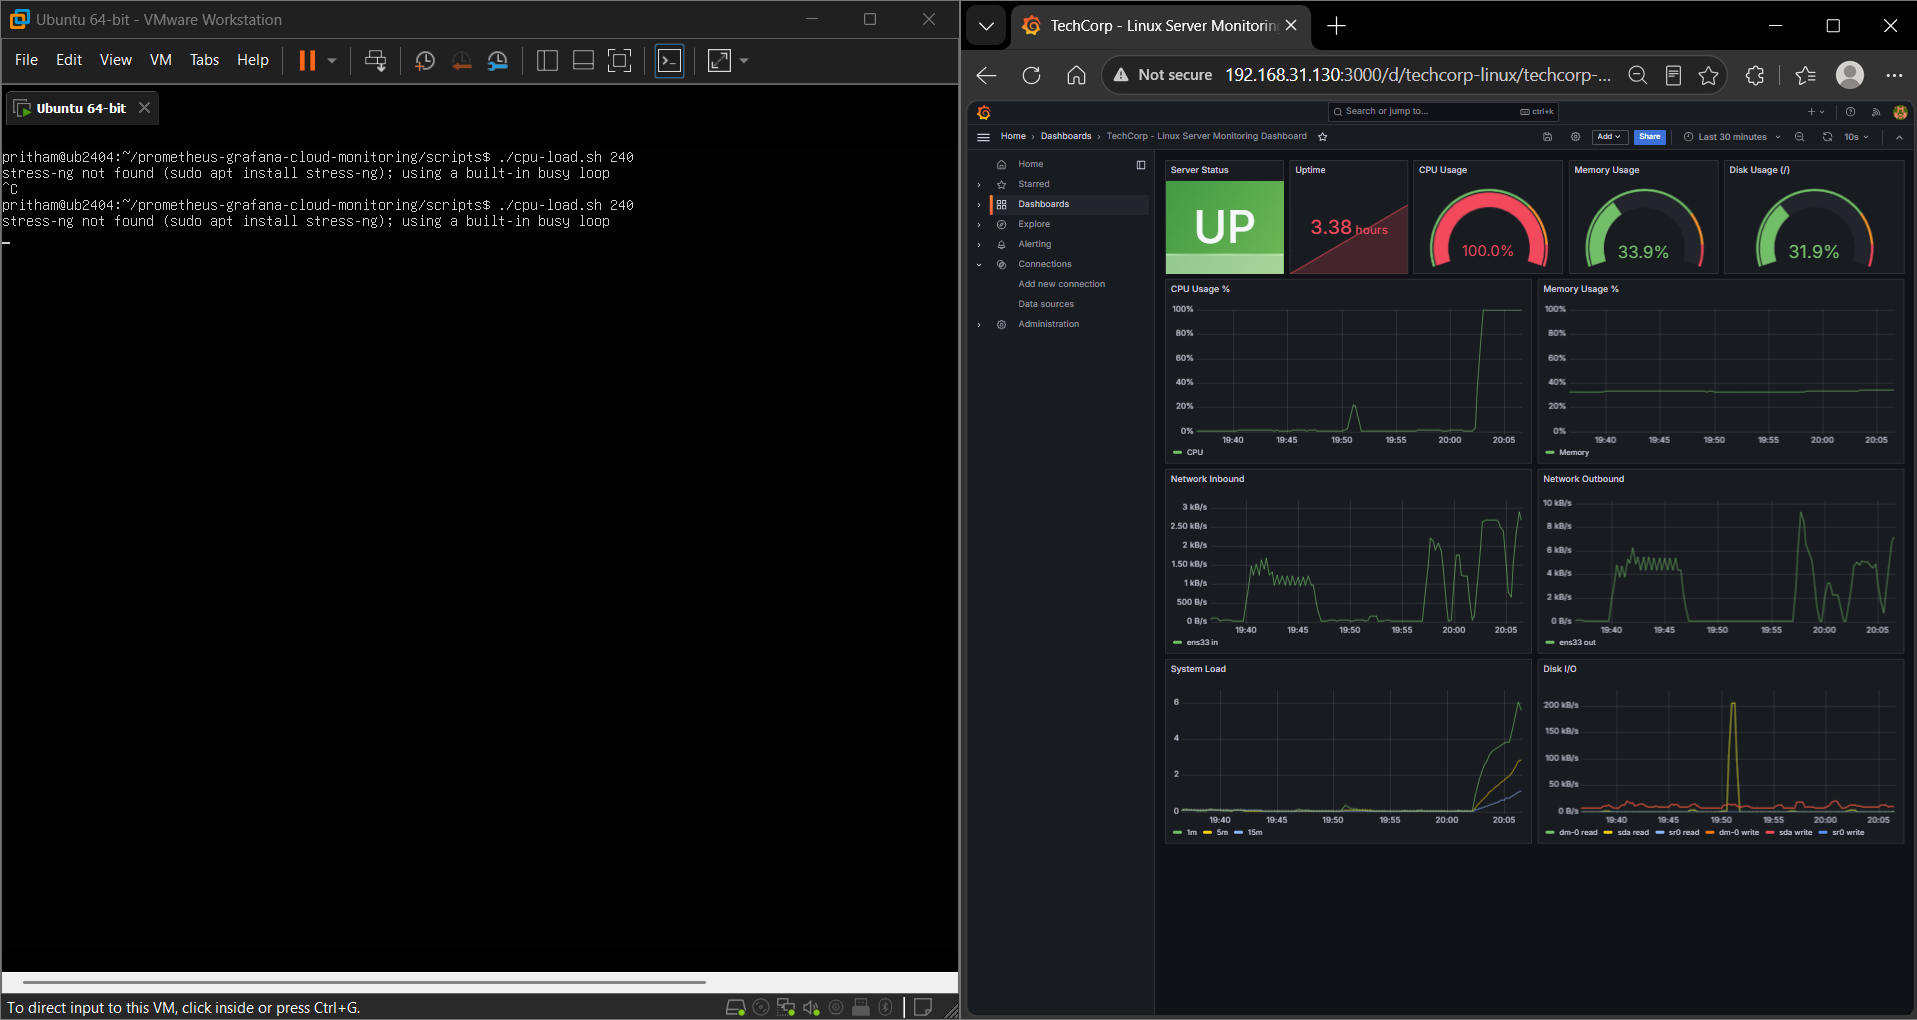 Ubuntu 64-bit - VMware Workstation
File Edit View VM Tabs Help
Ubuntu 64-bit
pritham@ub2404:~/prometheus-grafana-cloud-monitoring/scripts$ ./cpu-load.sh 240
stress-ng not found (sudo apt install stress-ng); using a built-in busy loop
^C
pritham@ub2404:~/prometheus-grafana-cloud-monitoring/scripts$ ./cpu-load.sh 240
stress-ng not found (sudo apt install stress-ng); using a built-in busy loop
To direct input to this VM, click inside or press Ctrl+G.
TechCorp - Linux Server Monitoring
Not secure 192.168.31.130:3000/d/techcorp-linux/techcorp-...
Search or jump to... ctrl+k
Home › Dashboards › TechCorp - Linux Server Monitoring Dashboard
Add Share Last 30 minutes 10s
Home
Starred
Dashboards
Explore
Alerting
Connections
Add new connection
Data sources
Administration
Server Status
UP
Uptime
3.38 hours
CPU Usage
100.0%
Memory Usage
33.9%
Disk Usage (/)
31.9%
CPU Usage %
100%
80%
60%
40%
20%
0%
19:40 19:45 19:50 19:55 20:00 20:05
CPU
Memory Usage %
100%
80%
60%
40%
20%
0%
19:40 19:45 19:50 19:55 20:00 20:05
Memory
Network Inbound
3 kB/s
2.50 kB/s
2 kB/s
1.50 kB/s
1 kB/s
500 B/s
0 B/s
19:40 19:45 19:50 19:55 20:00 20:05
ens33 in
Network Outbound
10 kB/s
8 kB/s
6 kB/s
4 kB/s
2 kB/s
0 B/s
19:40 19:45 19:50 19:55 20:00 20:05
ens33 out
System Load
6
4
2
0
19:40 19:45 19:50 19:55 20:00 20:05
1m 5m 15m
Disk I/O
200 kB/s
150 kB/s
100 kB/s
50 kB/s
0 B/s
19:40 19:45 19:50 19:55 20:00 20:05
dm-0 read sda read sr0 read dm-0 write sda write sr0 write